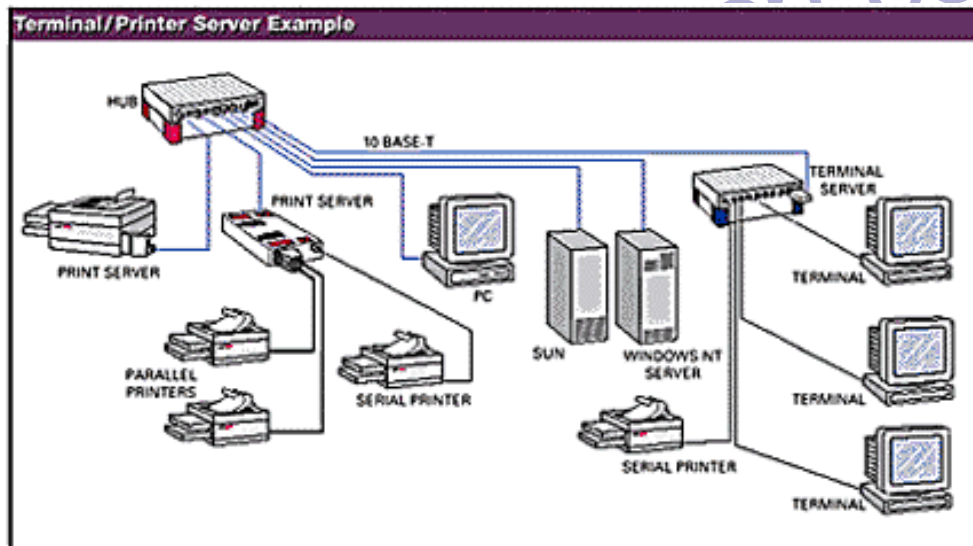 Terminal/Printer Server Example
HUB
10 BASE-T
TERMINAL
SERVER
PRINT SERVER
PRINT SERVER
PC
TERMINAL
SUN
WINDOWS NT
SERVER
PARALLEL
PRINTERS
SERIAL PRINTER
TERMINAL
SERIAL PRINTER
TERMINAL